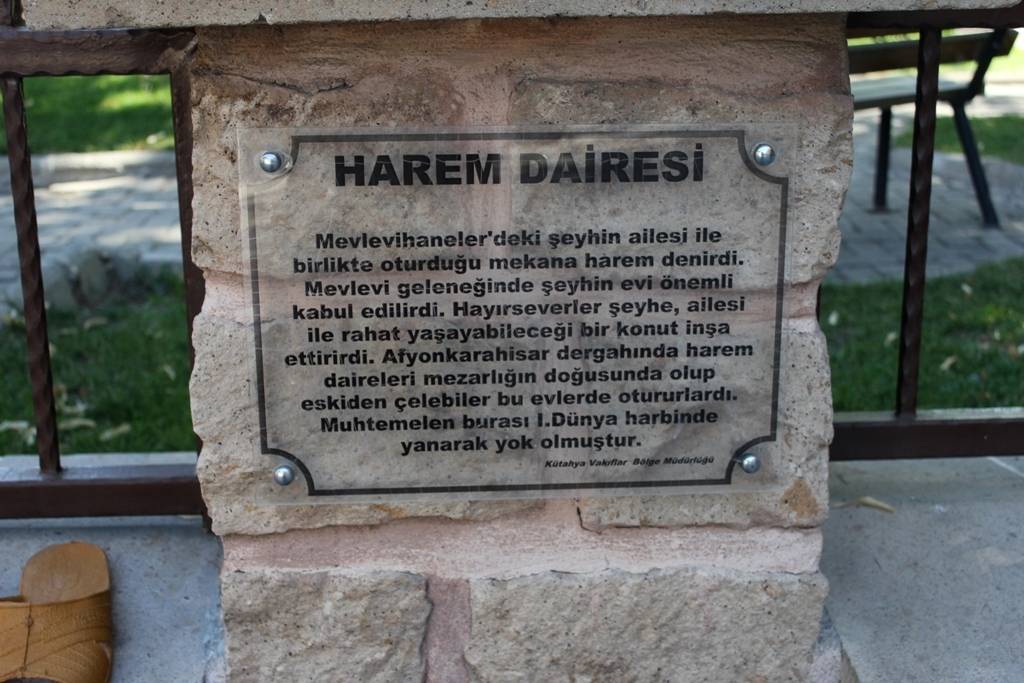 HAREM DAİRESİ
Mevlevihaneler'deki şeyhin ailesi ile
birlikte oturduğu mekana harem denirdi.
Mevlevi geleneğinde şeyhin evi önemli
kabul edilirdi. Hayırseverler şeyhe, ailesi
ile rahat yaşayabileceği bir konut inşa
ettirirdi. Afyonkarahisar dergahında harem
daireleri mezarlığın doğusunda olup
eskiden çelebiler bu evlerde otururlardı.
Muhtemelen burası I.Dünya harbinde
yanarak yok olmuştur.
Kütahya Vakıflar Bölge Müdürlüğü